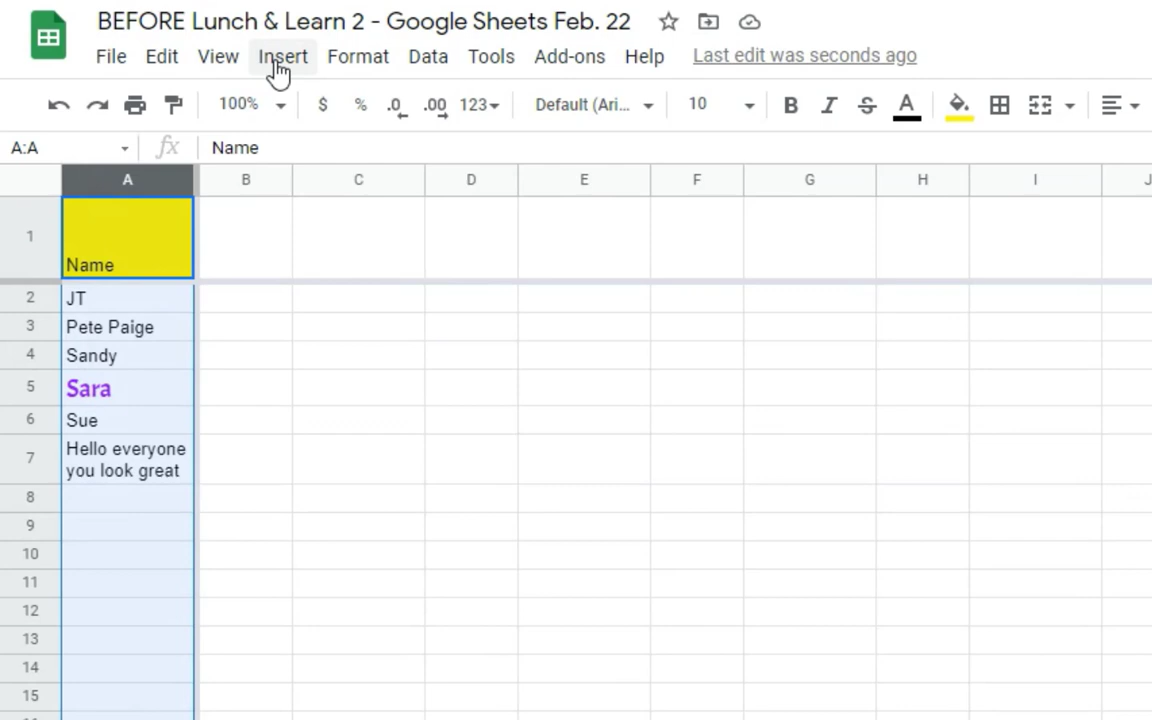 BEFORE Lunch & Learn 2 - Google Sheets Feb. 22
File Edit View Insert Format Data Tools Add-ons Help Last edit was seconds ago
100% $ % .0 .00 123 Default (Ari... 10 B I S A
A:A fx Name
A B C D E F G H I J
1 Name
2 JT
3 Pete Paige
4 Sandy
5 Sara
6 Sue
7 Hello everyone
you look great
8
9
10
11
12
13
14
15